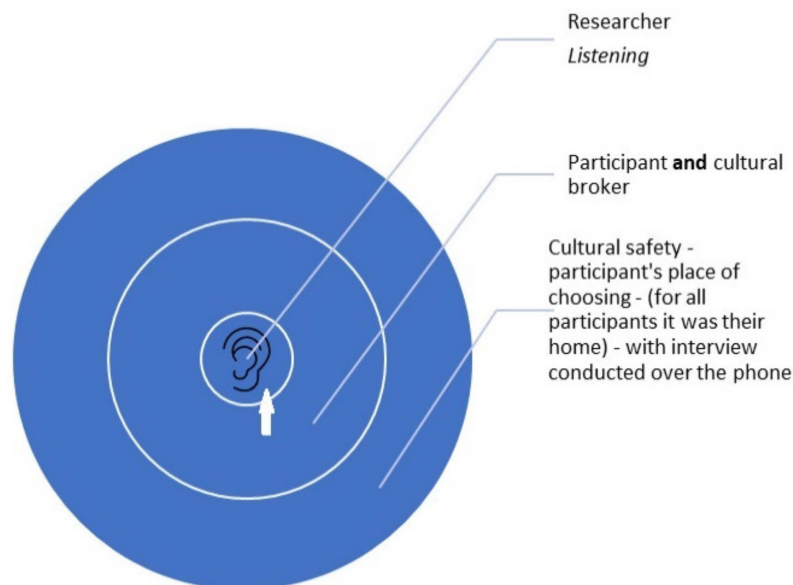 Researcher
Listening
Participant and cultural
broker
Cultural safety -
participant's place of
choosing - (for all
participants it was their
home) - with interview
conducted over the phone